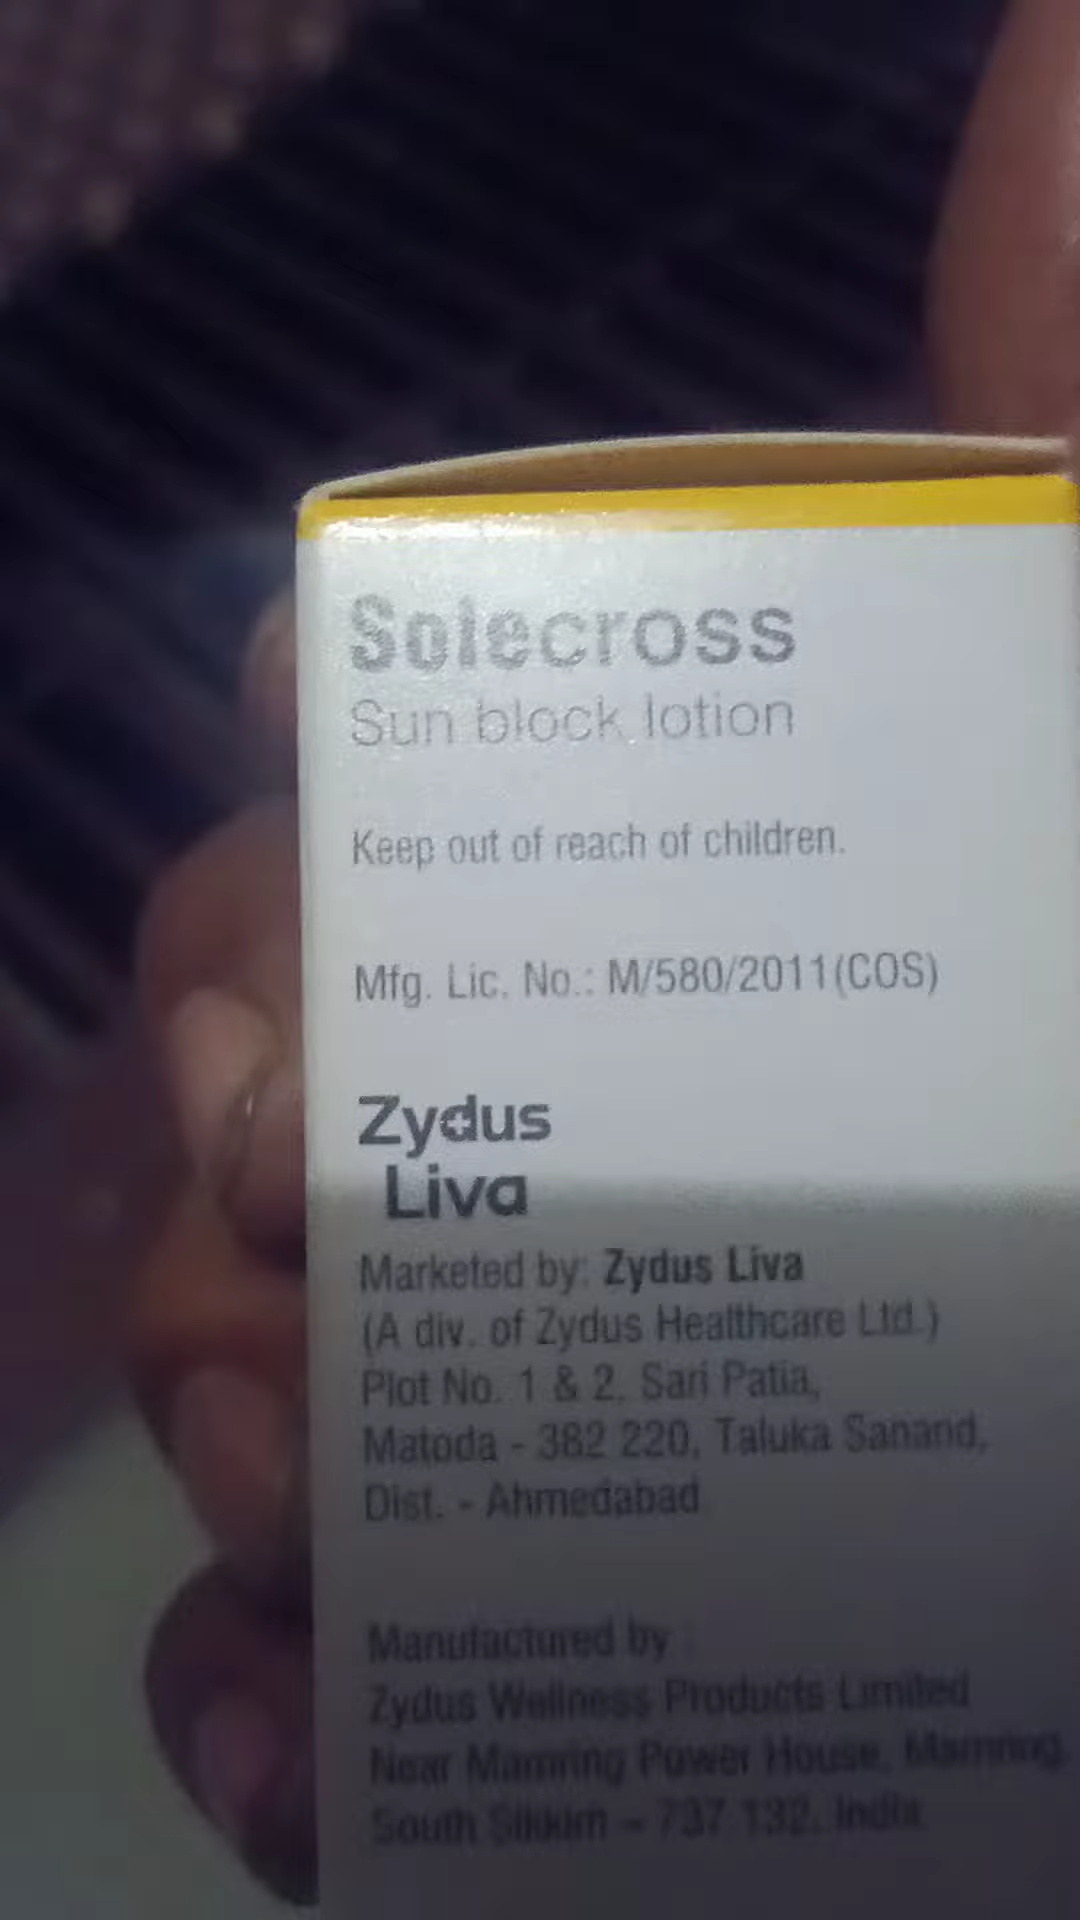 Solecross
Sun block lotion
Keep out of reach of children.
Mfg. Lic. No.: M/580/2011(COS)
Zydus
Liva
Marketed by: Zydus Liva
(A div. of Zydus Healthcare Ltd.)
Plot No. 1 & 2, Sari Patia,
Matoda - 382 220, Taluka Sanand,
Dist. - Ahmedabad
Manufactured by :
Zydus Wellness Products Limited
Near Mamring Power House, Mamring,
South Sikkim – 737 132, India